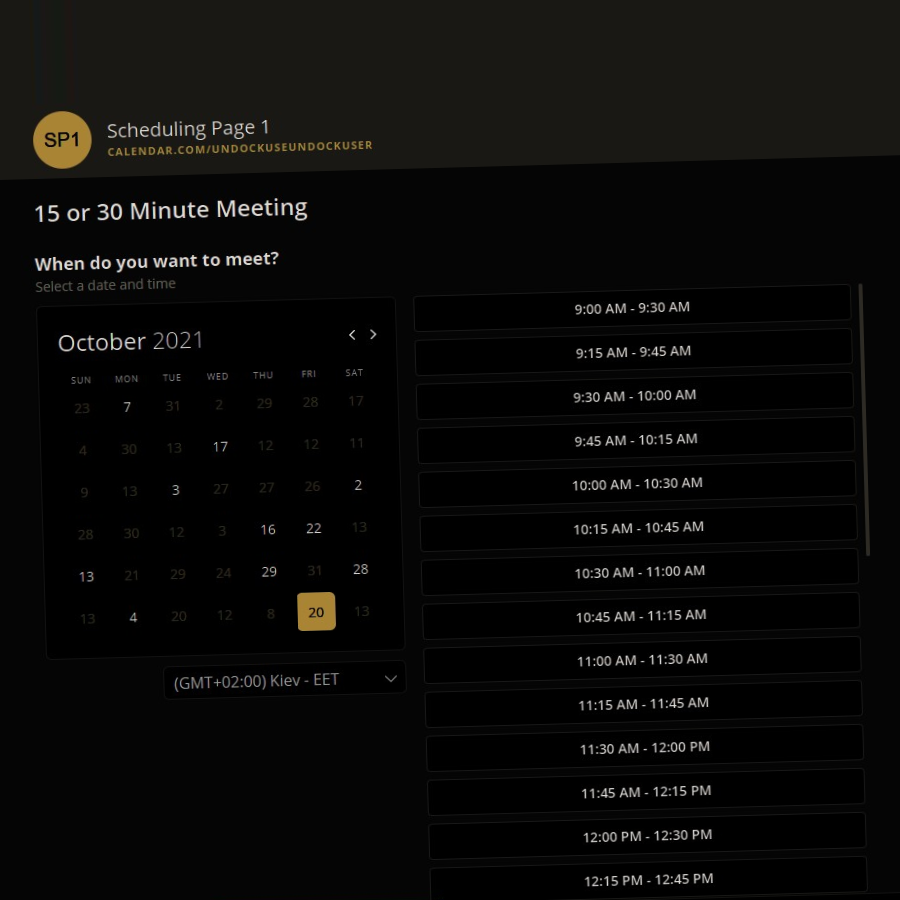 SP1
Scheduling Page 1
CALENDAR.COM/UNDOCKUSEUNDOCKUSER
15 or 30 Minute Meeting
When do you want to meet?
Select a date and time
October 2021
SUN MON TUE WED THU FRI SAT
23 7 31 2 29 28 17
4 30 13 17 12 12 11
9 13 3 27 27 26 2
28 30 12 3 16 22 13
13 21 29 24 29 31 28
13 4 20 12 8 20 13
(GMT+02:00) Kiev - EET
9:00 AM - 9:30 AM
9:15 AM - 9:45 AM
9:30 AM - 10:00 AM
9:45 AM - 10:15 AM
10:00 AM - 10:30 AM
10:15 AM - 10:45 AM
10:30 AM - 11:00 AM
10:45 AM - 11:15 AM
11:00 AM - 11:30 AM
11:15 AM - 11:45 AM
11:30 AM - 12:00 PM
11:45 AM - 12:15 PM
12:00 PM - 12:30 PM
12:15 PM - 12:45 PM